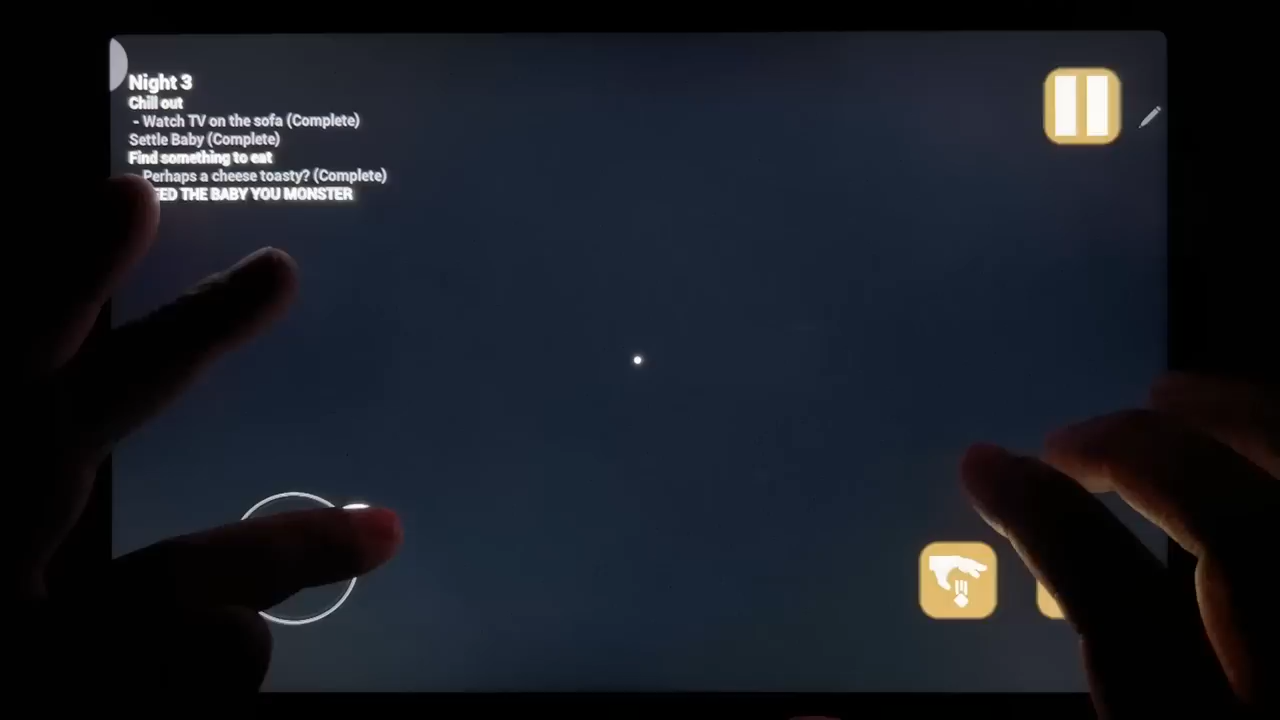 Night 3
Chill out
- Watch TV on the sofa (Complete)
Settle Baby (Complete)
Find something to eat
Perhaps a cheese toasty? (Complete)
THE BABY YOU MONSTER